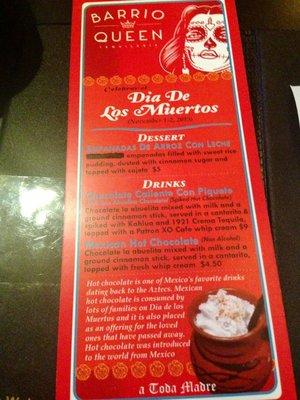 BARRIO
QUEEN
TEQUILERIA
Celebrate at
Dia De
Los Muertos
(November 1-2, 2013)
DESSERT
EMPANADAS DE ARROZ CON LECHE
empanadas filled with sweet rice
pudding, dusted with cinnamon sugar and
topped with cajeta $5
DRINKS
Chocolate Caliente Con Piquete
Chocolate! (Spiked Hot Chocolate)
Chocolate la abuelita mixed with milk and a
ground cinnamon stick, served in a cantarito &
spiked with Kahlua and 1921 Crema Tequila,
topped with a Patron XO Cafe whip cream $9
Mexican Hot Chocolate (Non Alcohol)
Chocolate la abuelita mixed with milk and a
ground cinnamon stick, served in a cantarito,
topped with fresh whip cream $4.50
Hot chocolate is one of Mexico's favorite drinks
dating back to the Aztecs. Mexican
hot chocolate is consumed by
lots of families on Dia de los
Muertos and it is also placed
as an offering for the loved
ones that have passed away.
Hot chocolate was introduced
to the world from Mexico
a Toda Madre